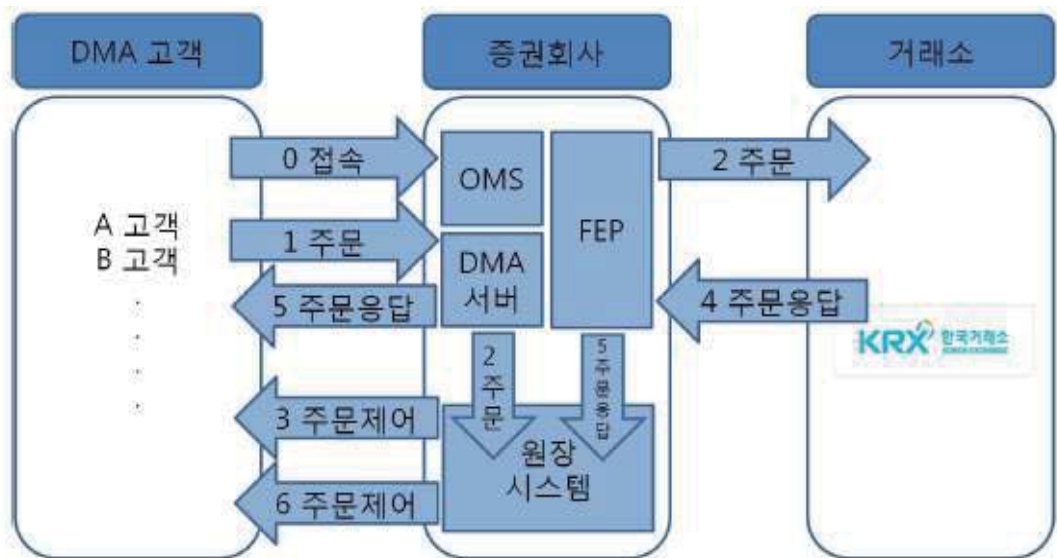 DMA 고객
증권회사
거래소
0 접속
OMS
FEP
2 주문
A 고객
B 고객
1 주문
DMA
서버
5 주문응답
4 주문응답
KRX 한국거래소
KOREA EXCHANGE
2 주문
5 주문응답
3 주문제어
원장
시스템
6 주문제어